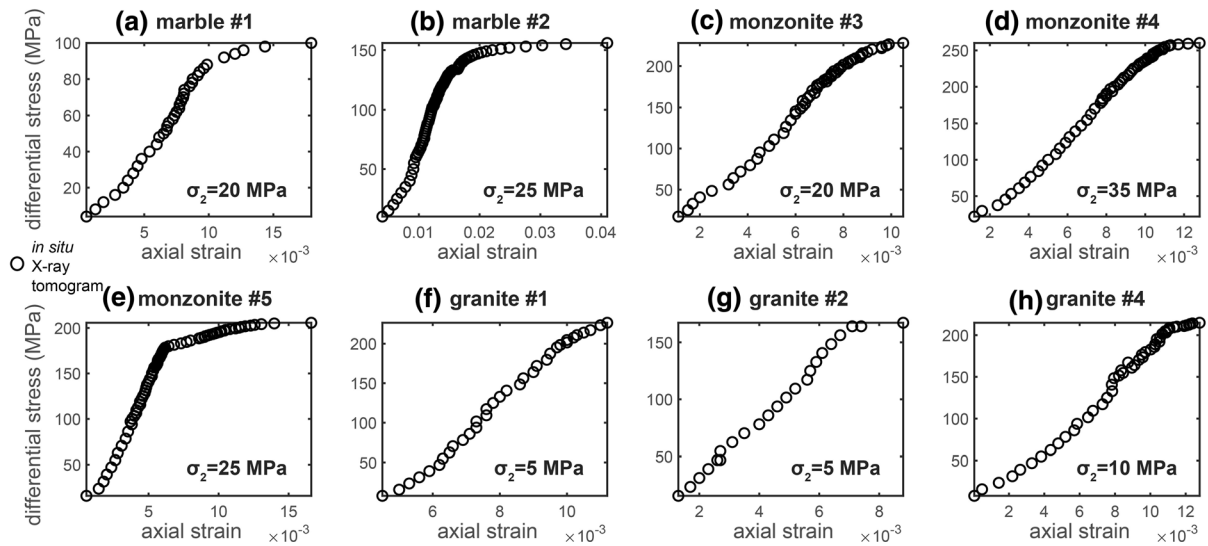 (a) marble #1
(b) marble #2
(c) monzonite #3
(d) monzonite #4
differential stress (MPa)
100
80
60
40
20
σ2=20 MPa
5 10 15
axial strain
×10-3
150
100
50
σ2=25 MPa
0.01 0.02 0.03 0.04
axial strain
200
150
100
50
σ2=20 MPa
2 4 6 8 10
axial strain
×10-3
250
200
150
100
50
σ2=35 MPa
2 4 6 8 10 12
axial strain
×10-3
in situ
X-ray
tomogram
(e) monzonite #5
(f) granite #1
(g) granite #2
(h) granite #4
differential stress (MPa)
200
150
100
50
σ2=25 MPa
5 10 15
axial strain
×10-3
200
150
100
50
σ2=5 MPa
6 8 10
axial strain
×10-3
150
100
50
σ2=5 MPa
2 4 6 8
axial strain
×10-3
200
150
100
50
σ2=10 MPa
2 4 6 8 10 12
axial strain
×10-3